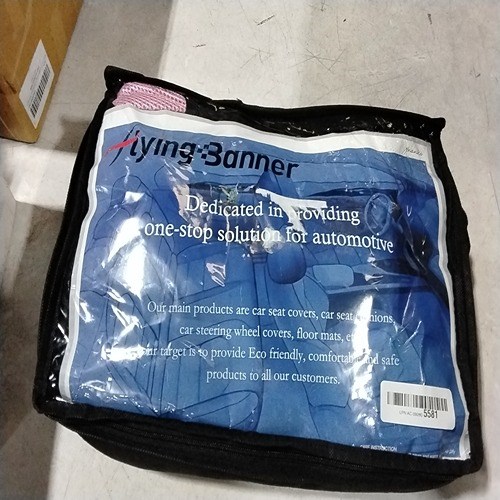 Flying Banner
Dedicated in providing
one-stop solution for automotive
Our main products are car seat covers, car seat cushions,
car steering wheel covers, floor mats,
our target is to provide Eco friendly, comfortable and safe
products to all our customers.
5581
INSTRUCTION